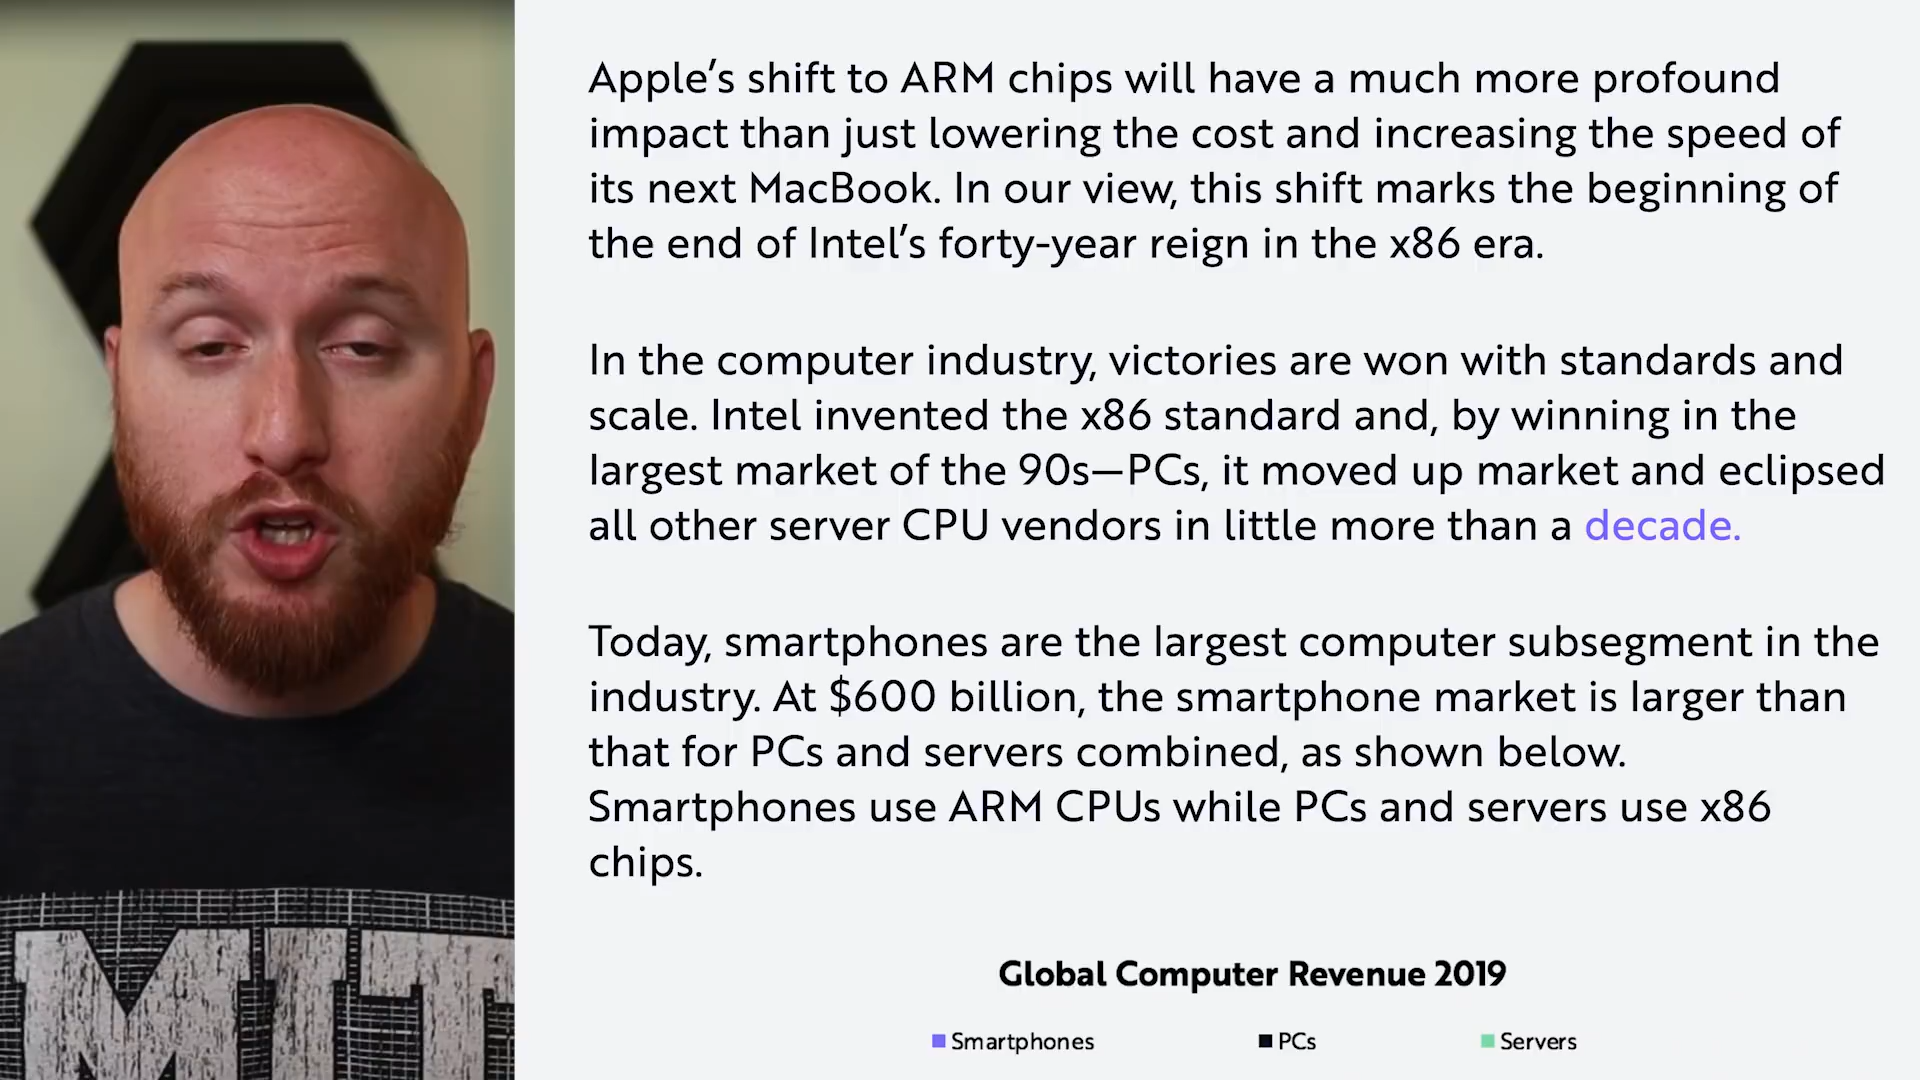 Apple’s shift to ARM chips will have a much more profound
impact than just lowering the cost and increasing the speed of
its next MacBook. In our view, this shift marks the beginning of
the end of Intel’s forty-year reign in the x86 era.
In the computer industry, victories are won with standards and
scale. Intel invented the x86 standard and, by winning in the
largest market of the 90s—PCs, it moved up market and eclipsed
all other server CPU vendors in little more than a decade.
Today, smartphones are the largest computer subsegment in the
industry. At $600 billion, the smartphone market is larger than
that for PCs and servers combined, as shown below.
Smartphones use ARM CPUs while PCs and servers use x86
chips.
MIT
Global Computer Revenue 2019
Smartphones PCs Servers